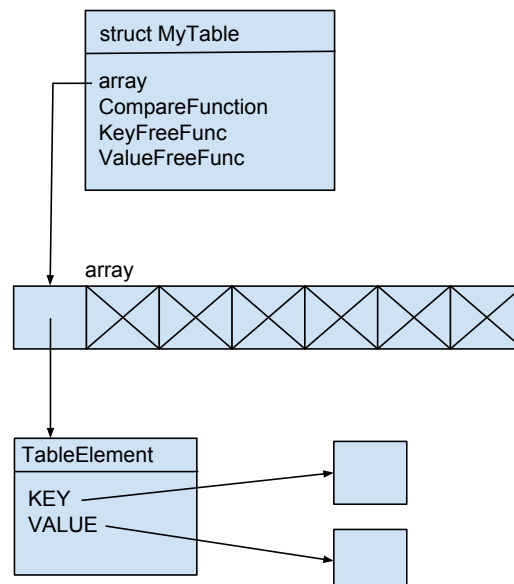 struct MyTable
array
CompareFunction
KeyFreeFunc
ValueFreeFunc
array
TableElement
KEY
VALUE